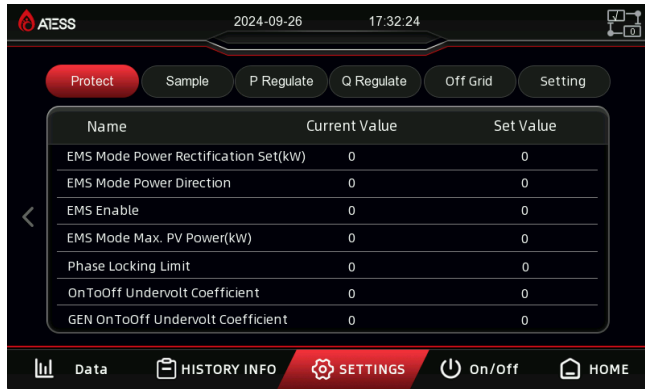 ATESS 2024-09-26 17:32:24
Protect Sample P Regulate Q Regulate Off Grid Setting
Name Current Value Set Value
EMS Mode Power Rectification Set(kW) 0 0
EMS Mode Power Direction 0 0
EMS Enable 0 0
EMS Mode Max. PV Power(kW) 0 0
Phase Locking Limit 0 0
OnToOff Undervolt Coefficient 0 0
GEN OnToOff Undervolt Coefficient 0 0
Data HISTORY INFO SETTINGS On/Off HOME